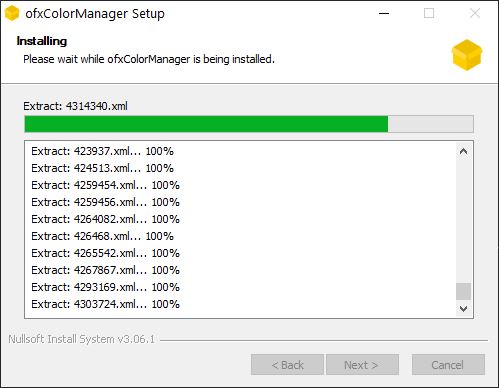 ofxColorManager Setup
Installing
Please wait while ofxColorManager is being installed.
Extract: 4314340.xml
Extract: 423937.xml... 100%
Extract: 424513.xml... 100%
Extract: 4259454.xml... 100%
Extract: 4259456.xml... 100%
Extract: 4264082.xml... 100%
Extract: 426468.xml... 100%
Extract: 4265542.xml... 100%
Extract: 4267867.xml... 100%
Extract: 4293169.xml... 100%
Extract: 4303724.xml... 100%
Nullsoft Install System v3.06.1
< Back Next > Cancel